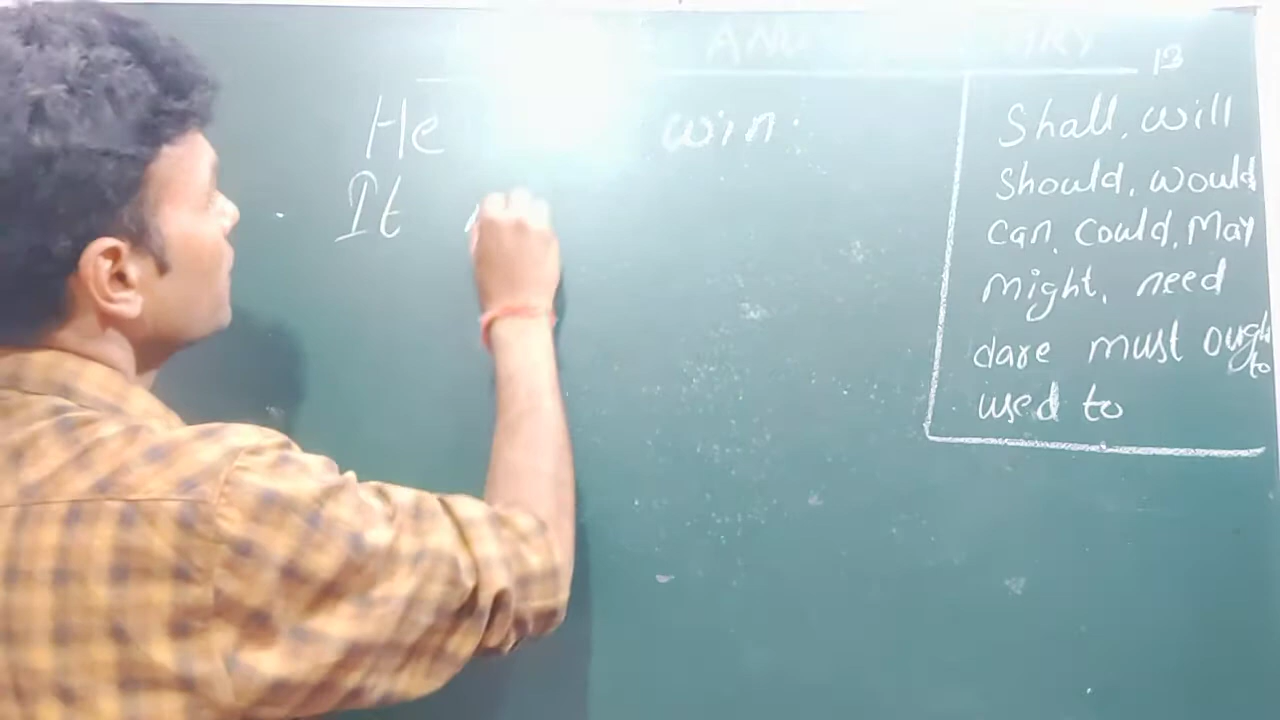 13
He win.
It
Shall, will
Should, would
can, could, May
might, need
dare must ought
to
used to